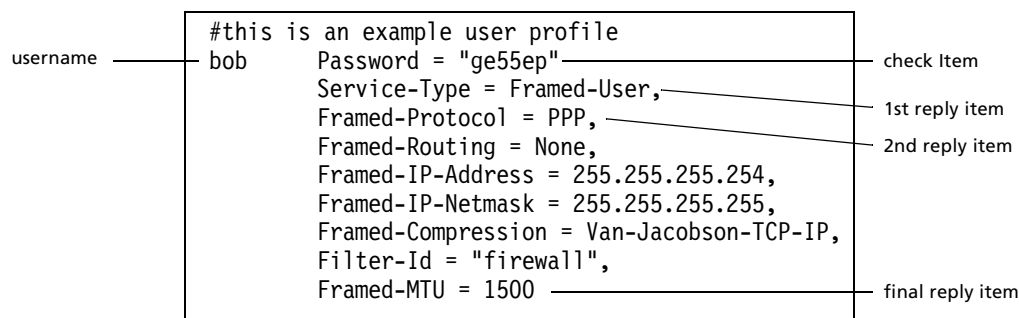 #this is an example user profile
username bob Password = "ge55ep" check Item
Service-Type = Framed-User,
1st reply item
Framed-Protocol = PPP,
2nd reply item
Framed-Routing = None,
Framed-IP-Address = 255.255.255.254,
Framed-IP-Netmask = 255.255.255.255,
Framed-Compression = Van-Jacobson-TCP-IP,
Filter-Id = "firewall",
Framed-MTU = 1500 final reply item